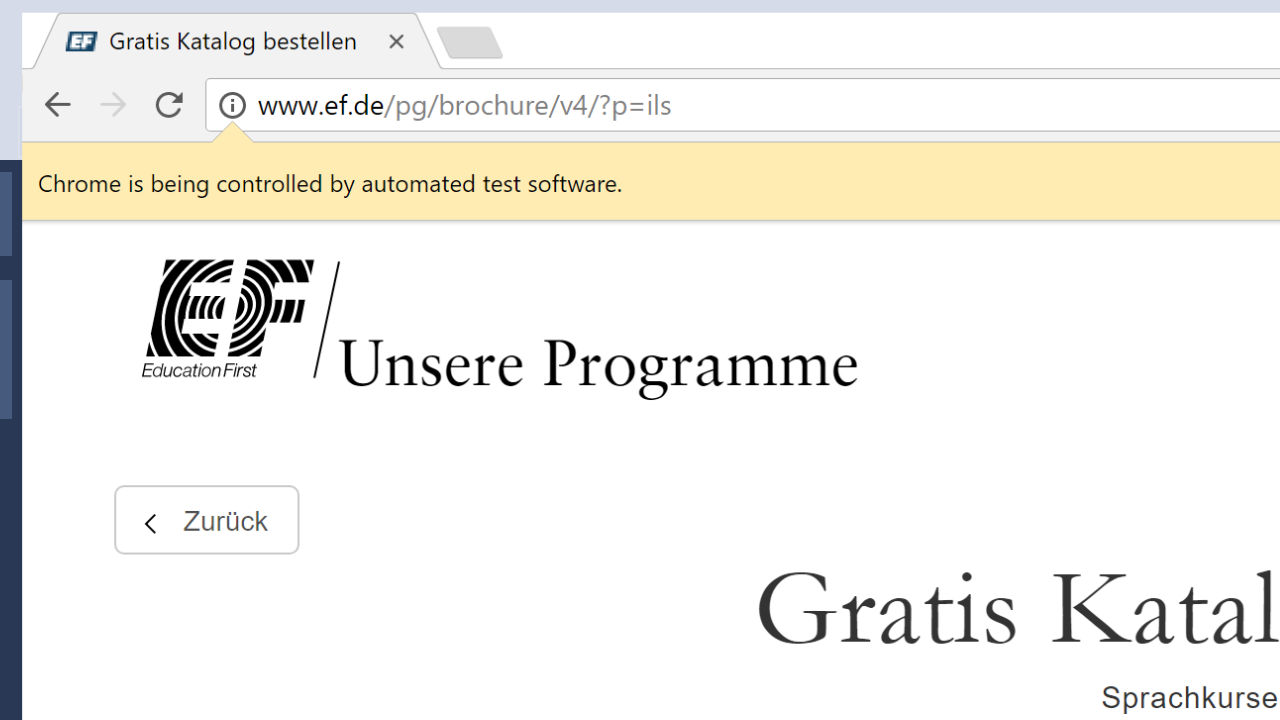 EF Gratis Katalog bestellen
www.ef.de/pg/brochure/v4/?p=ils
Chrome is being controlled by automated test software.
EF
Education First
Unsere Programme
Zurück
Gratis Katal
Sprachkurse